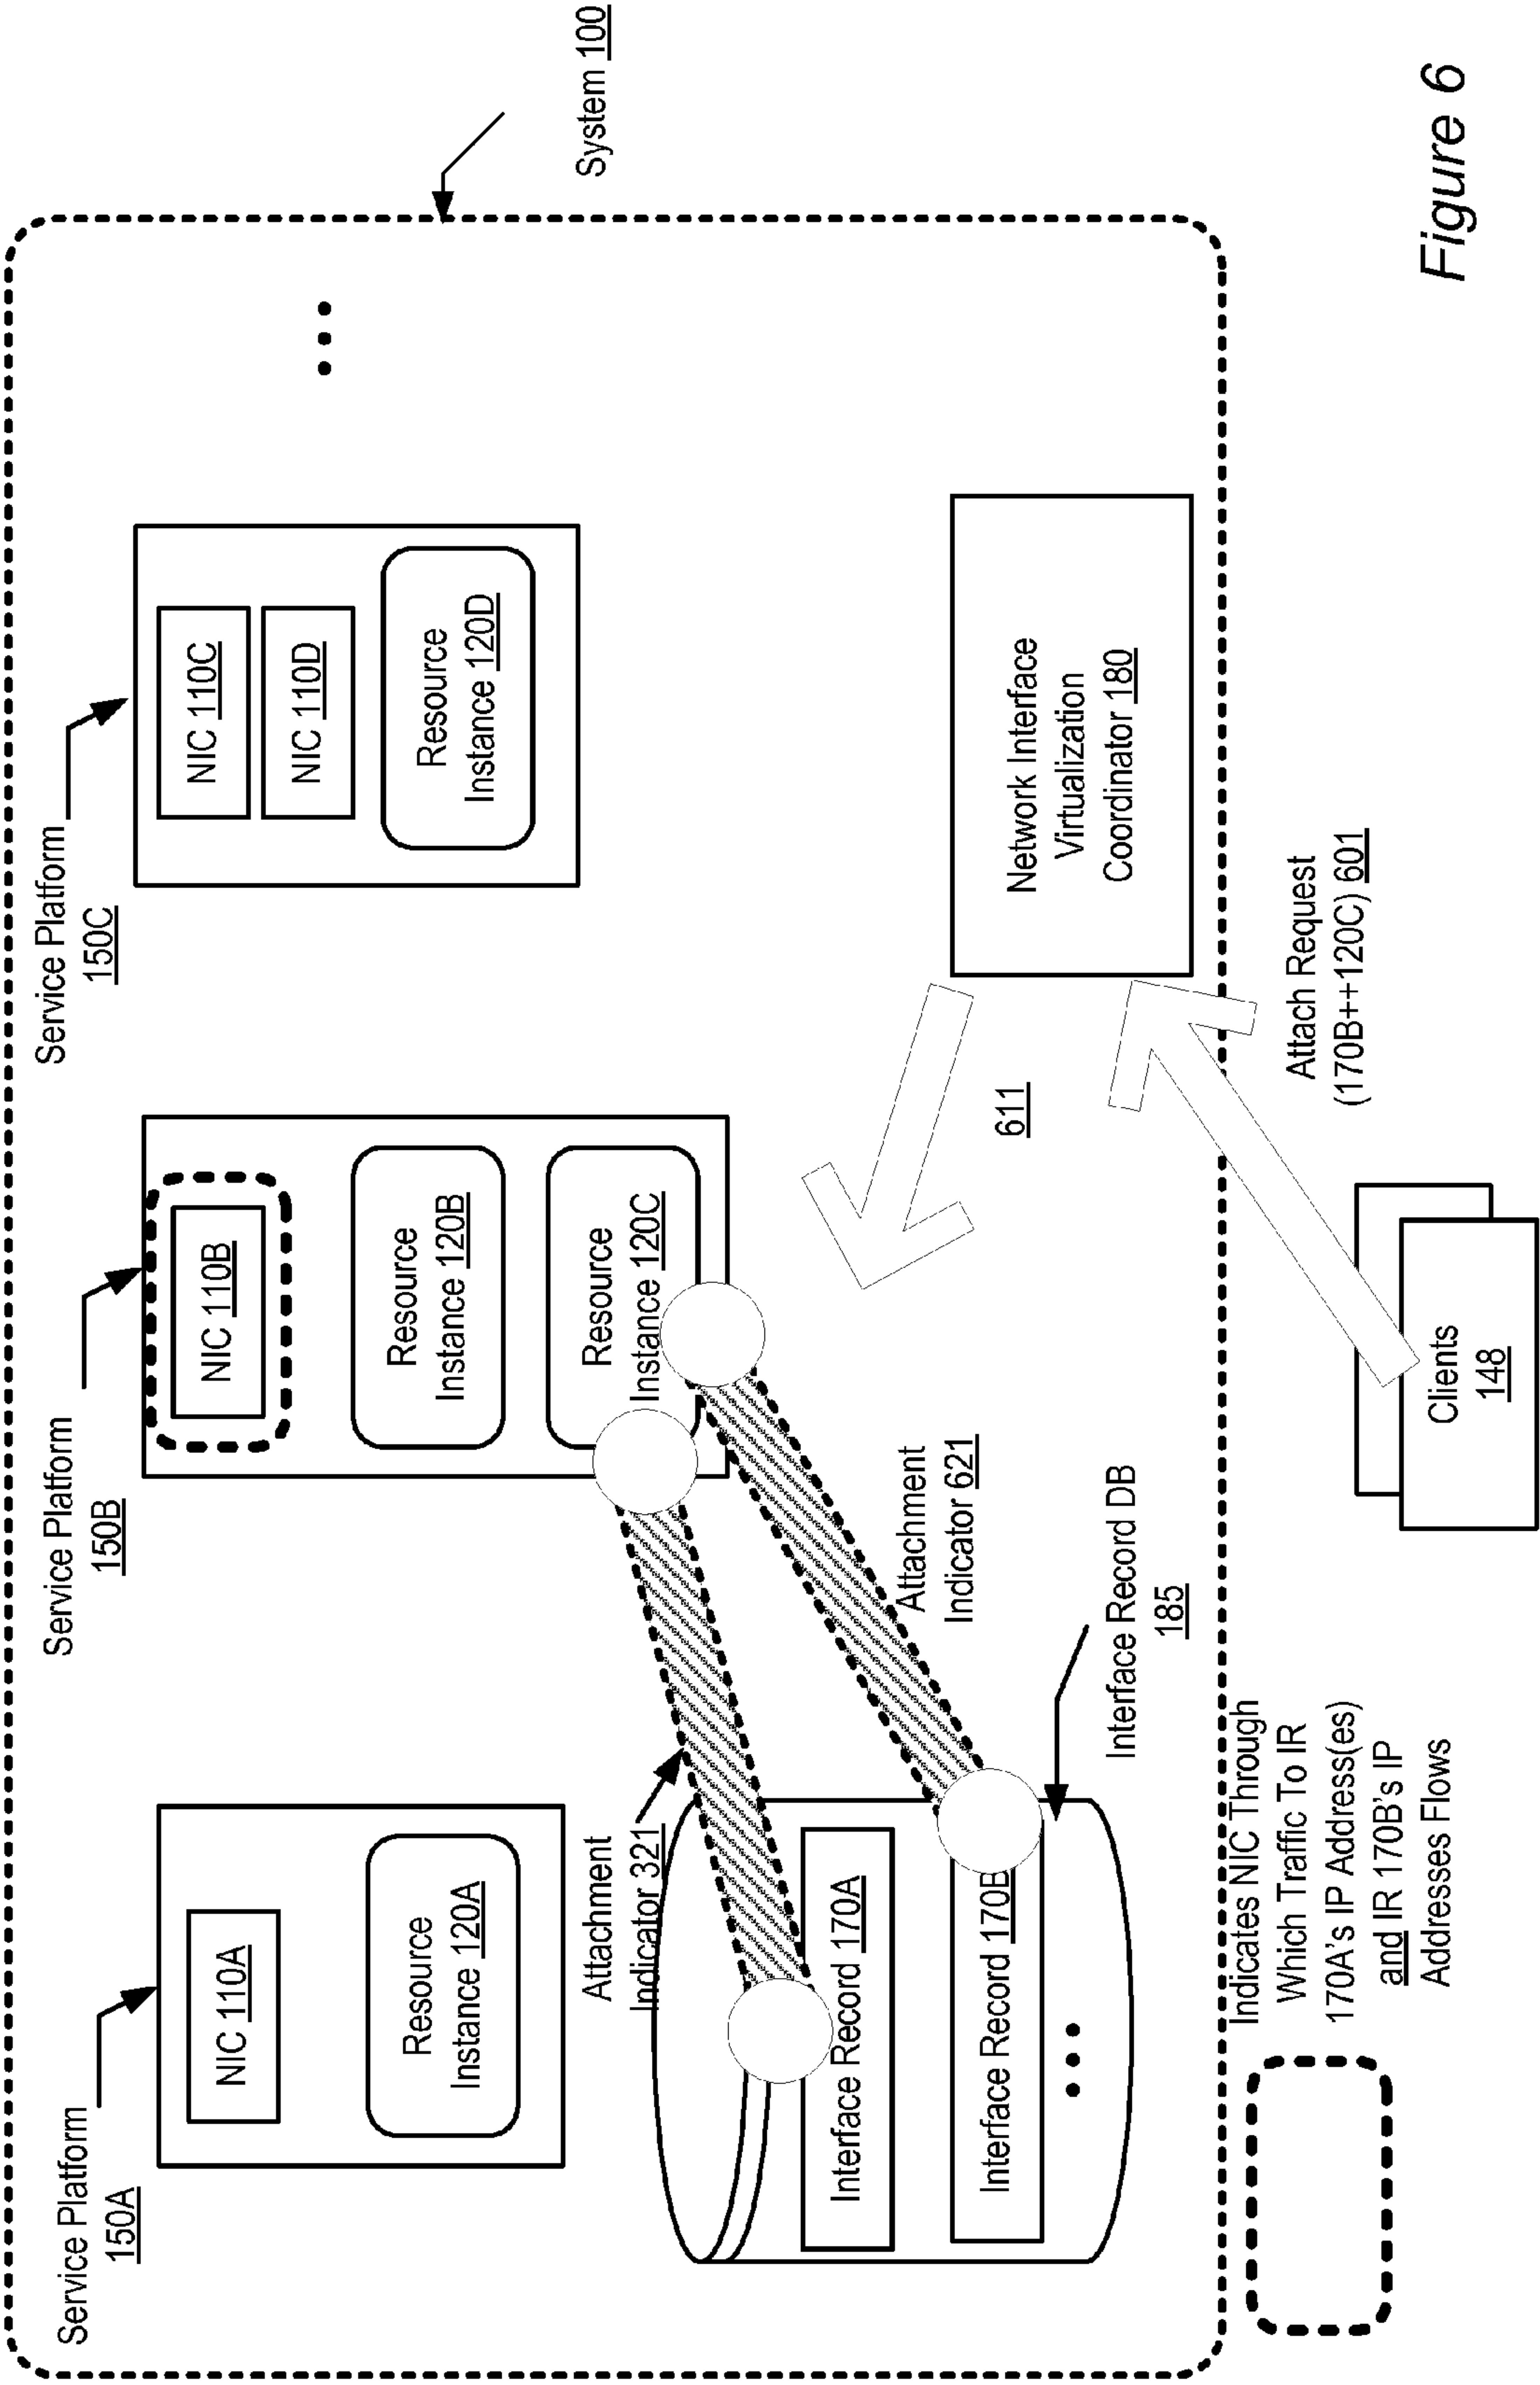 System 100
Service Platform
150A
NIC 110A
Resource
Instance 120A
Service Platform
150B
NIC 110B
Resource
Instance 120B
Resource
Instance 120C
Service Platform
150C
NIC 110C
NIC 110D
Resource
Instance 120D
Attachment
Indicator 321
Attachment
Indicator 621
Interface Record 170A
Interface Record 170B
Interface Record DB
185
611
Network Interface
Virtualization
Coordinator 180
Attach Request
(170B++120C) 601
Clients
148
Indicates NIC Through
Which Traffic To IR
170A's IP Address(es)
and IR 170B's IP
Addresses Flows
Figure 6